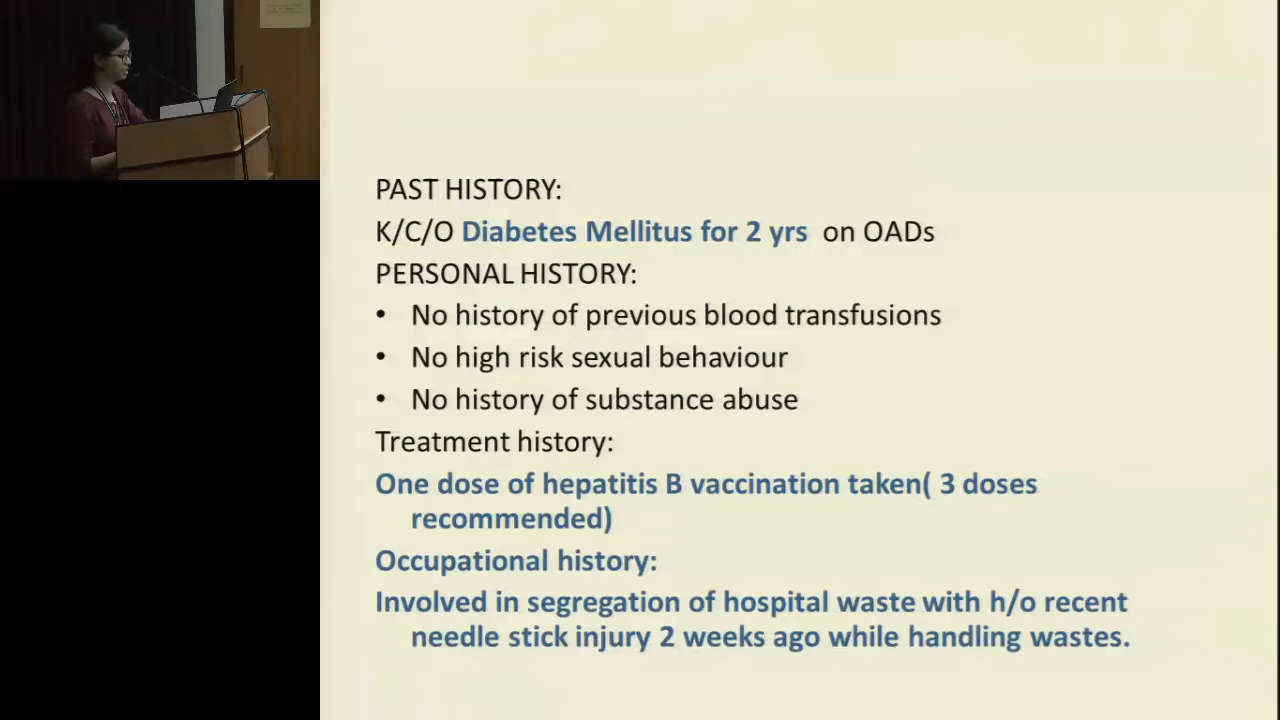 PAST HISTORY:
K/C/O Diabetes Mellitus for 2 yrs on OADs
PERSONAL HISTORY:
• No history of previous blood transfusions
• No high risk sexual behaviour
• No history of substance abuse
Treatment history:
One dose of hepatitis B vaccination taken( 3 doses
recommended)
Occupational history:
Involved in segregation of hospital waste with h/o recent
needle stick injury 2 weeks ago while handling wastes.